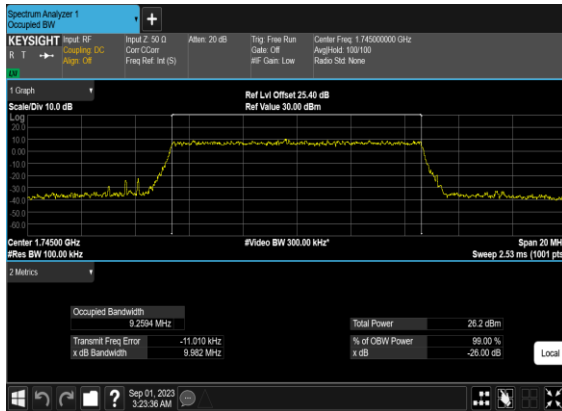 Spectrum Analyzer 1
Occupied BW
+
KEYSIGHT
R T
Input: RF
Coupling: DC
Align: Off
Input Z: 50 Ω
Corr CCorr
Freq Ref: Int (S)
Atten: 20 dB
Trig: Free Run
Gate: Off
#IF Gain: Low
Center Freq: 1.745000000 GHz
Avg|Hold: 100/100
Radio Std: None
1 Graph
Scale/Div 10.0 dB
Ref Lvl Offset 25.40 dB
Ref Value 30.00 dBm
Log
20.0
10.0
0.00
-10.0
-20.0
-30.0
-40.0
-50.0
-60.0
Center 1.74500 GHz
#Video BW 300.00 kHz*
Span 20 MH
#Res BW 100.00 kHz
Sweep 2.53 ms (1001 pts
2 Metrics
Occupied Bandwidth
9.2594 MHz
Total Power 26.2 dBm
Transmit Freq Error -11.010 kHz
% of OBW Power 99.00 %
x dB Bandwidth 9.982 MHz
x dB -26.00 dB
Local
?
Sep 01, 2023
3:23:36 AM